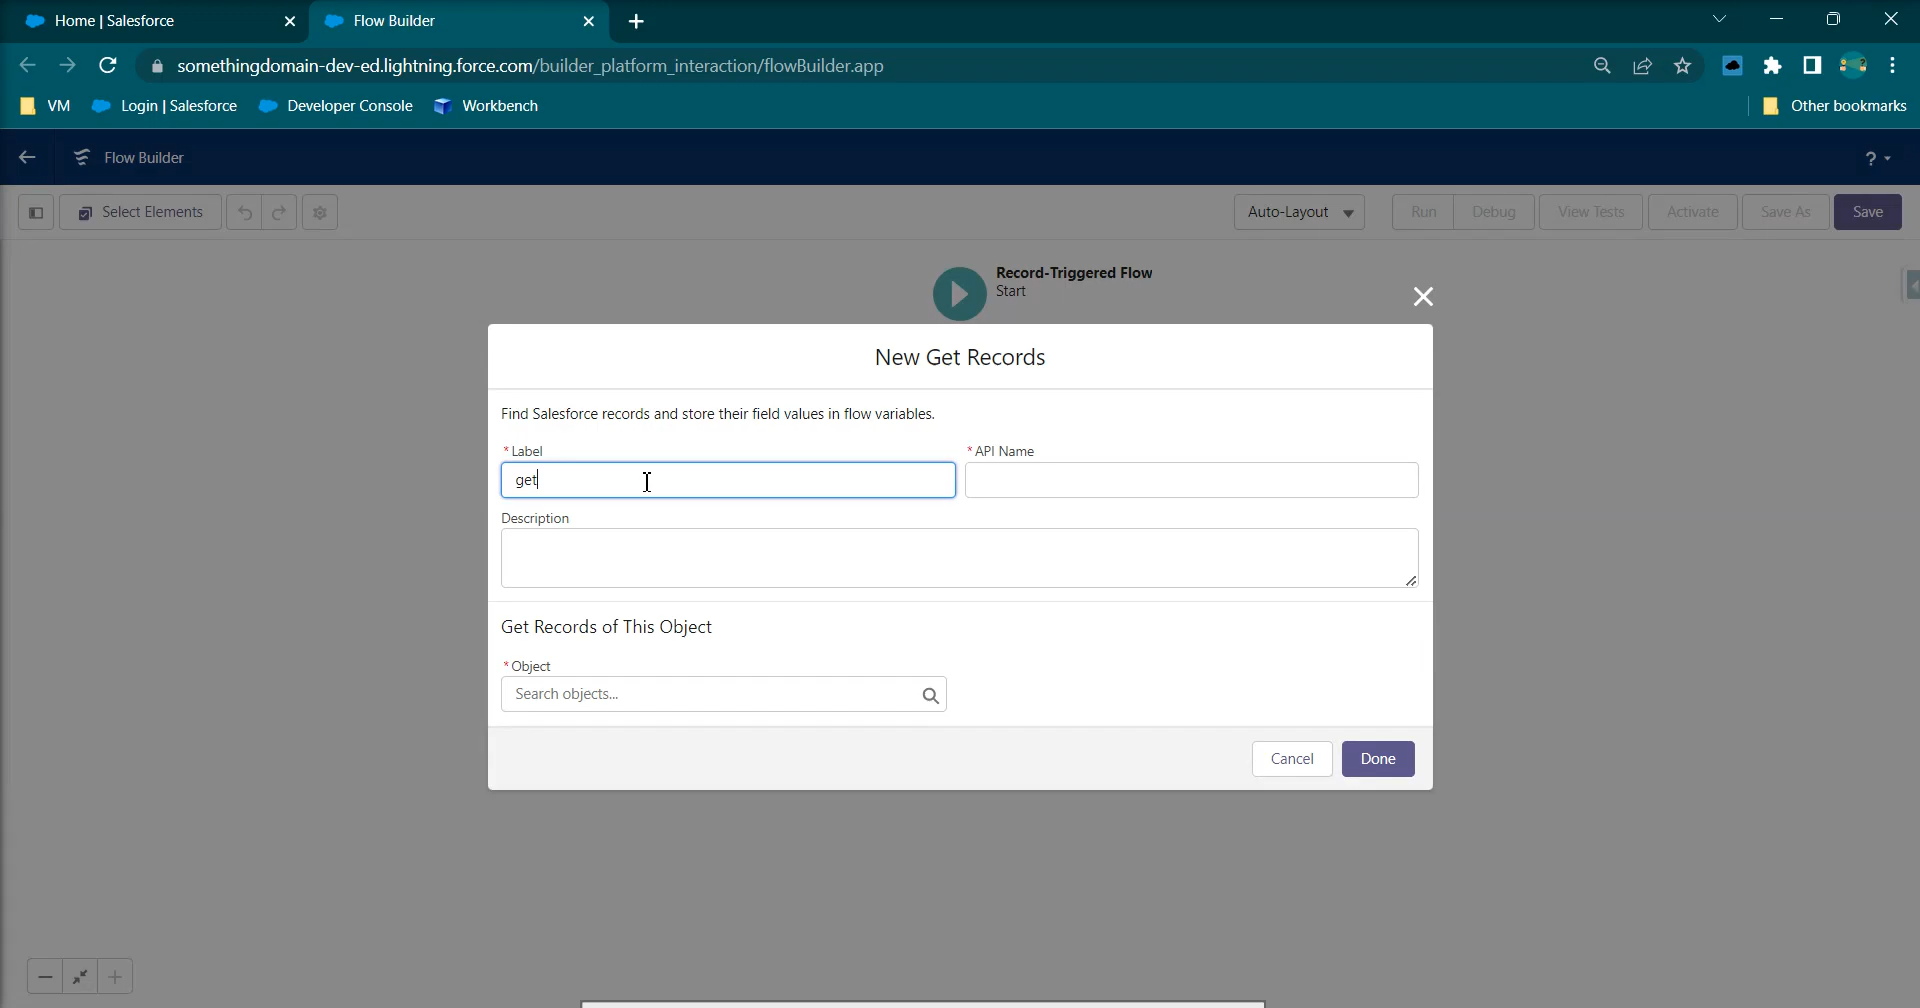 Home | Salesforce
Flow Builder
somethingdomain-dev-ed.lightning.force.com/builder_platform_interaction/flowBuilder.app
VM
Login | Salesforce
Developer Console
Workbench
Other bookmarks
Flow Builder
?
Select Elements
Auto-Layout
Run
Debug
View Tests
Activate
Save As
Save
Record-Triggered Flow
Start
New Get Records
Find Salesforce records and store their field values in flow variables.
* Label
* API Name
get
Description
Get Records of This Object
* Object
Search objects...
Cancel
Done